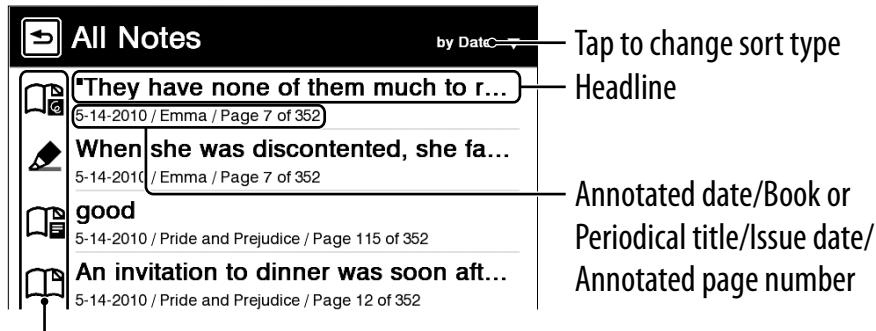 All Notes
by Date
"They have none of them much to r...
5-14-2010 / Emma / Page 7 of 352
When she was discontented, she fa...
5-14-2010 / Emma / Page 7 of 352
good
5-14-2010 / Pride and Prejudice / Page 115 of 352
An invitation to dinner was soon aft...
5-14-2010 / Pride and Prejudice / Page 12 of 352
Tap to change sort type
Headline
Annotated date/Book or
Periodical title/Issue date/
Annotated page number